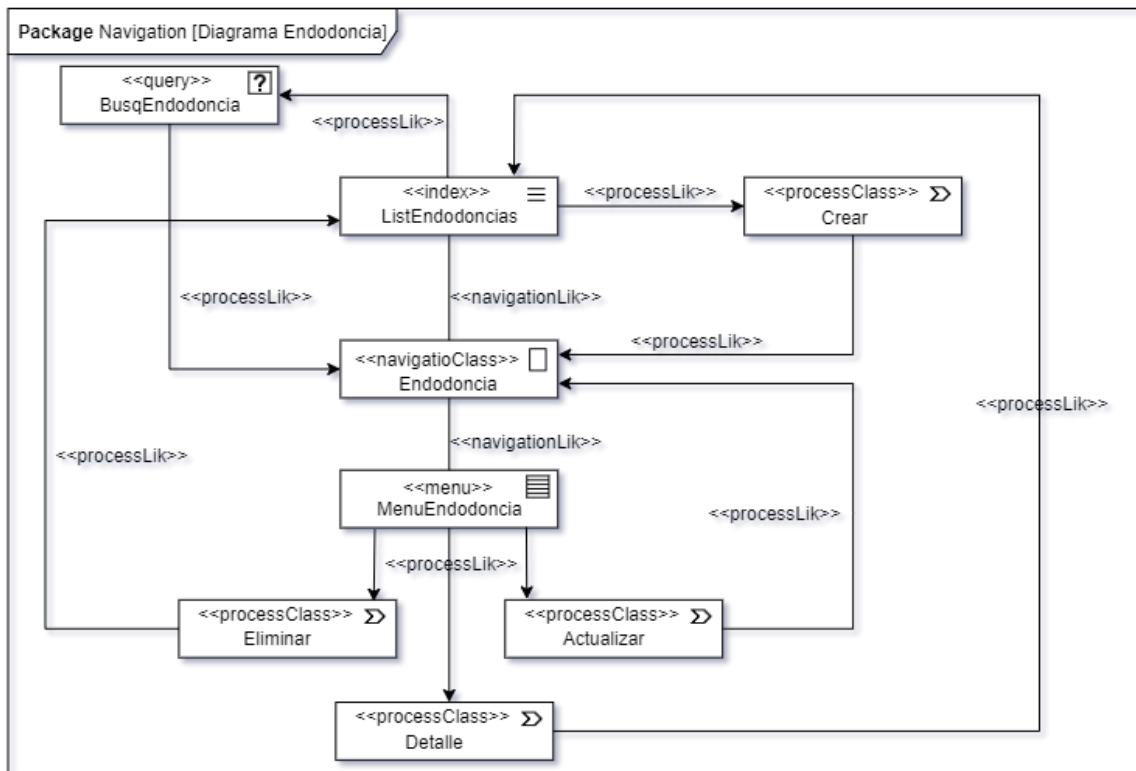 Package Navigation [Diagrama Endodoncia]
<<query>>
?
BusqEndodoncia
<<processLik>>
<<index>>
ListEndodoncias
<<processLik>>
<<processClass>>
Crear
<<processLik>>
<<navigationLik>>
<<processLik>>
<<navigatioClass>>
Endodoncia
<<processLik>>
<<navigationLik>>
<<processLik>>
<<menu>>
MenuEndodoncia
<<processLik>>
<<processLik>>
<<processClass>>
Eliminar
<<processClass>>
Actualizar
<<processClass>>
Detalle